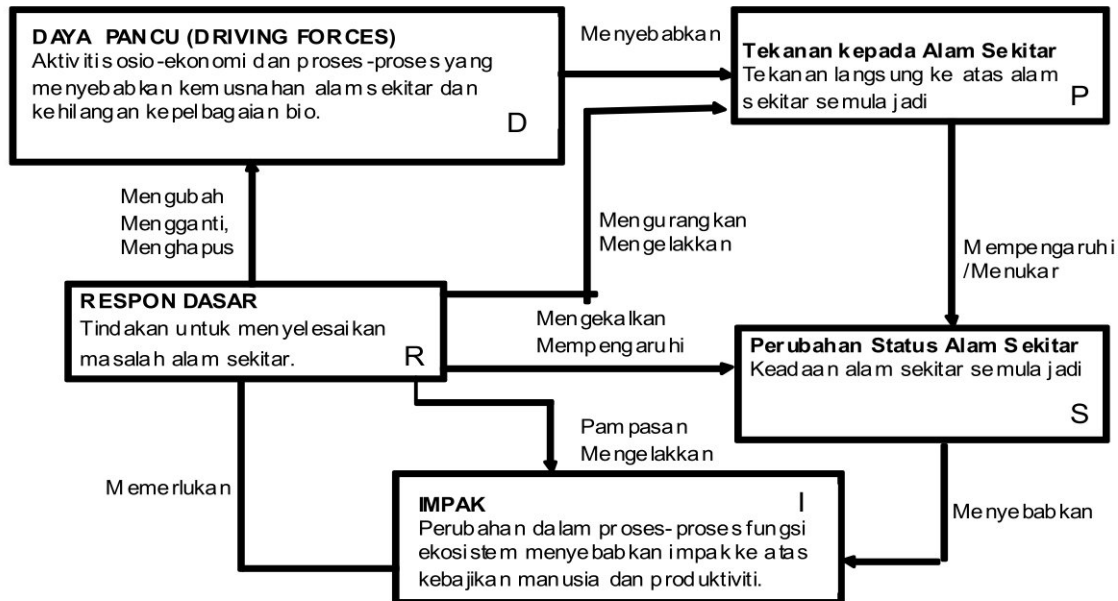 DAYA PANCU (DRIVING FORCES)
Aktivitis osio-ekonomi dan proses-proses yang
menyebabkan kemusnahan alam sekitar dan
kehilangan kepelbagaian bio.
D
Menyebabkan
Tekanan kepada Alam Sekitar
Tekanan langsung ke atas alam
sekitar semula jadi
P
Mengubah
Mengganti,
Menghapus
Mengurangkan
Mengelakkan
Mempengaruhi
/Menukar
RESPON DASAR
Tindakan untuk menyelesaikan
masalah alam sekitar.
R
Mengekalkan
Mempengaruhi
Perubahan Status Alam Sekitar
Keadaan alam sekitar semula jadi
S
Pampasan
Mengelakkan
Memerlukan
IMPAK
I
Perubahan dalam proses-proses fungsi
ekosistem menyebabkan impak ke atas
kebajikan manusia dan produktiviti.
Menyebabkan